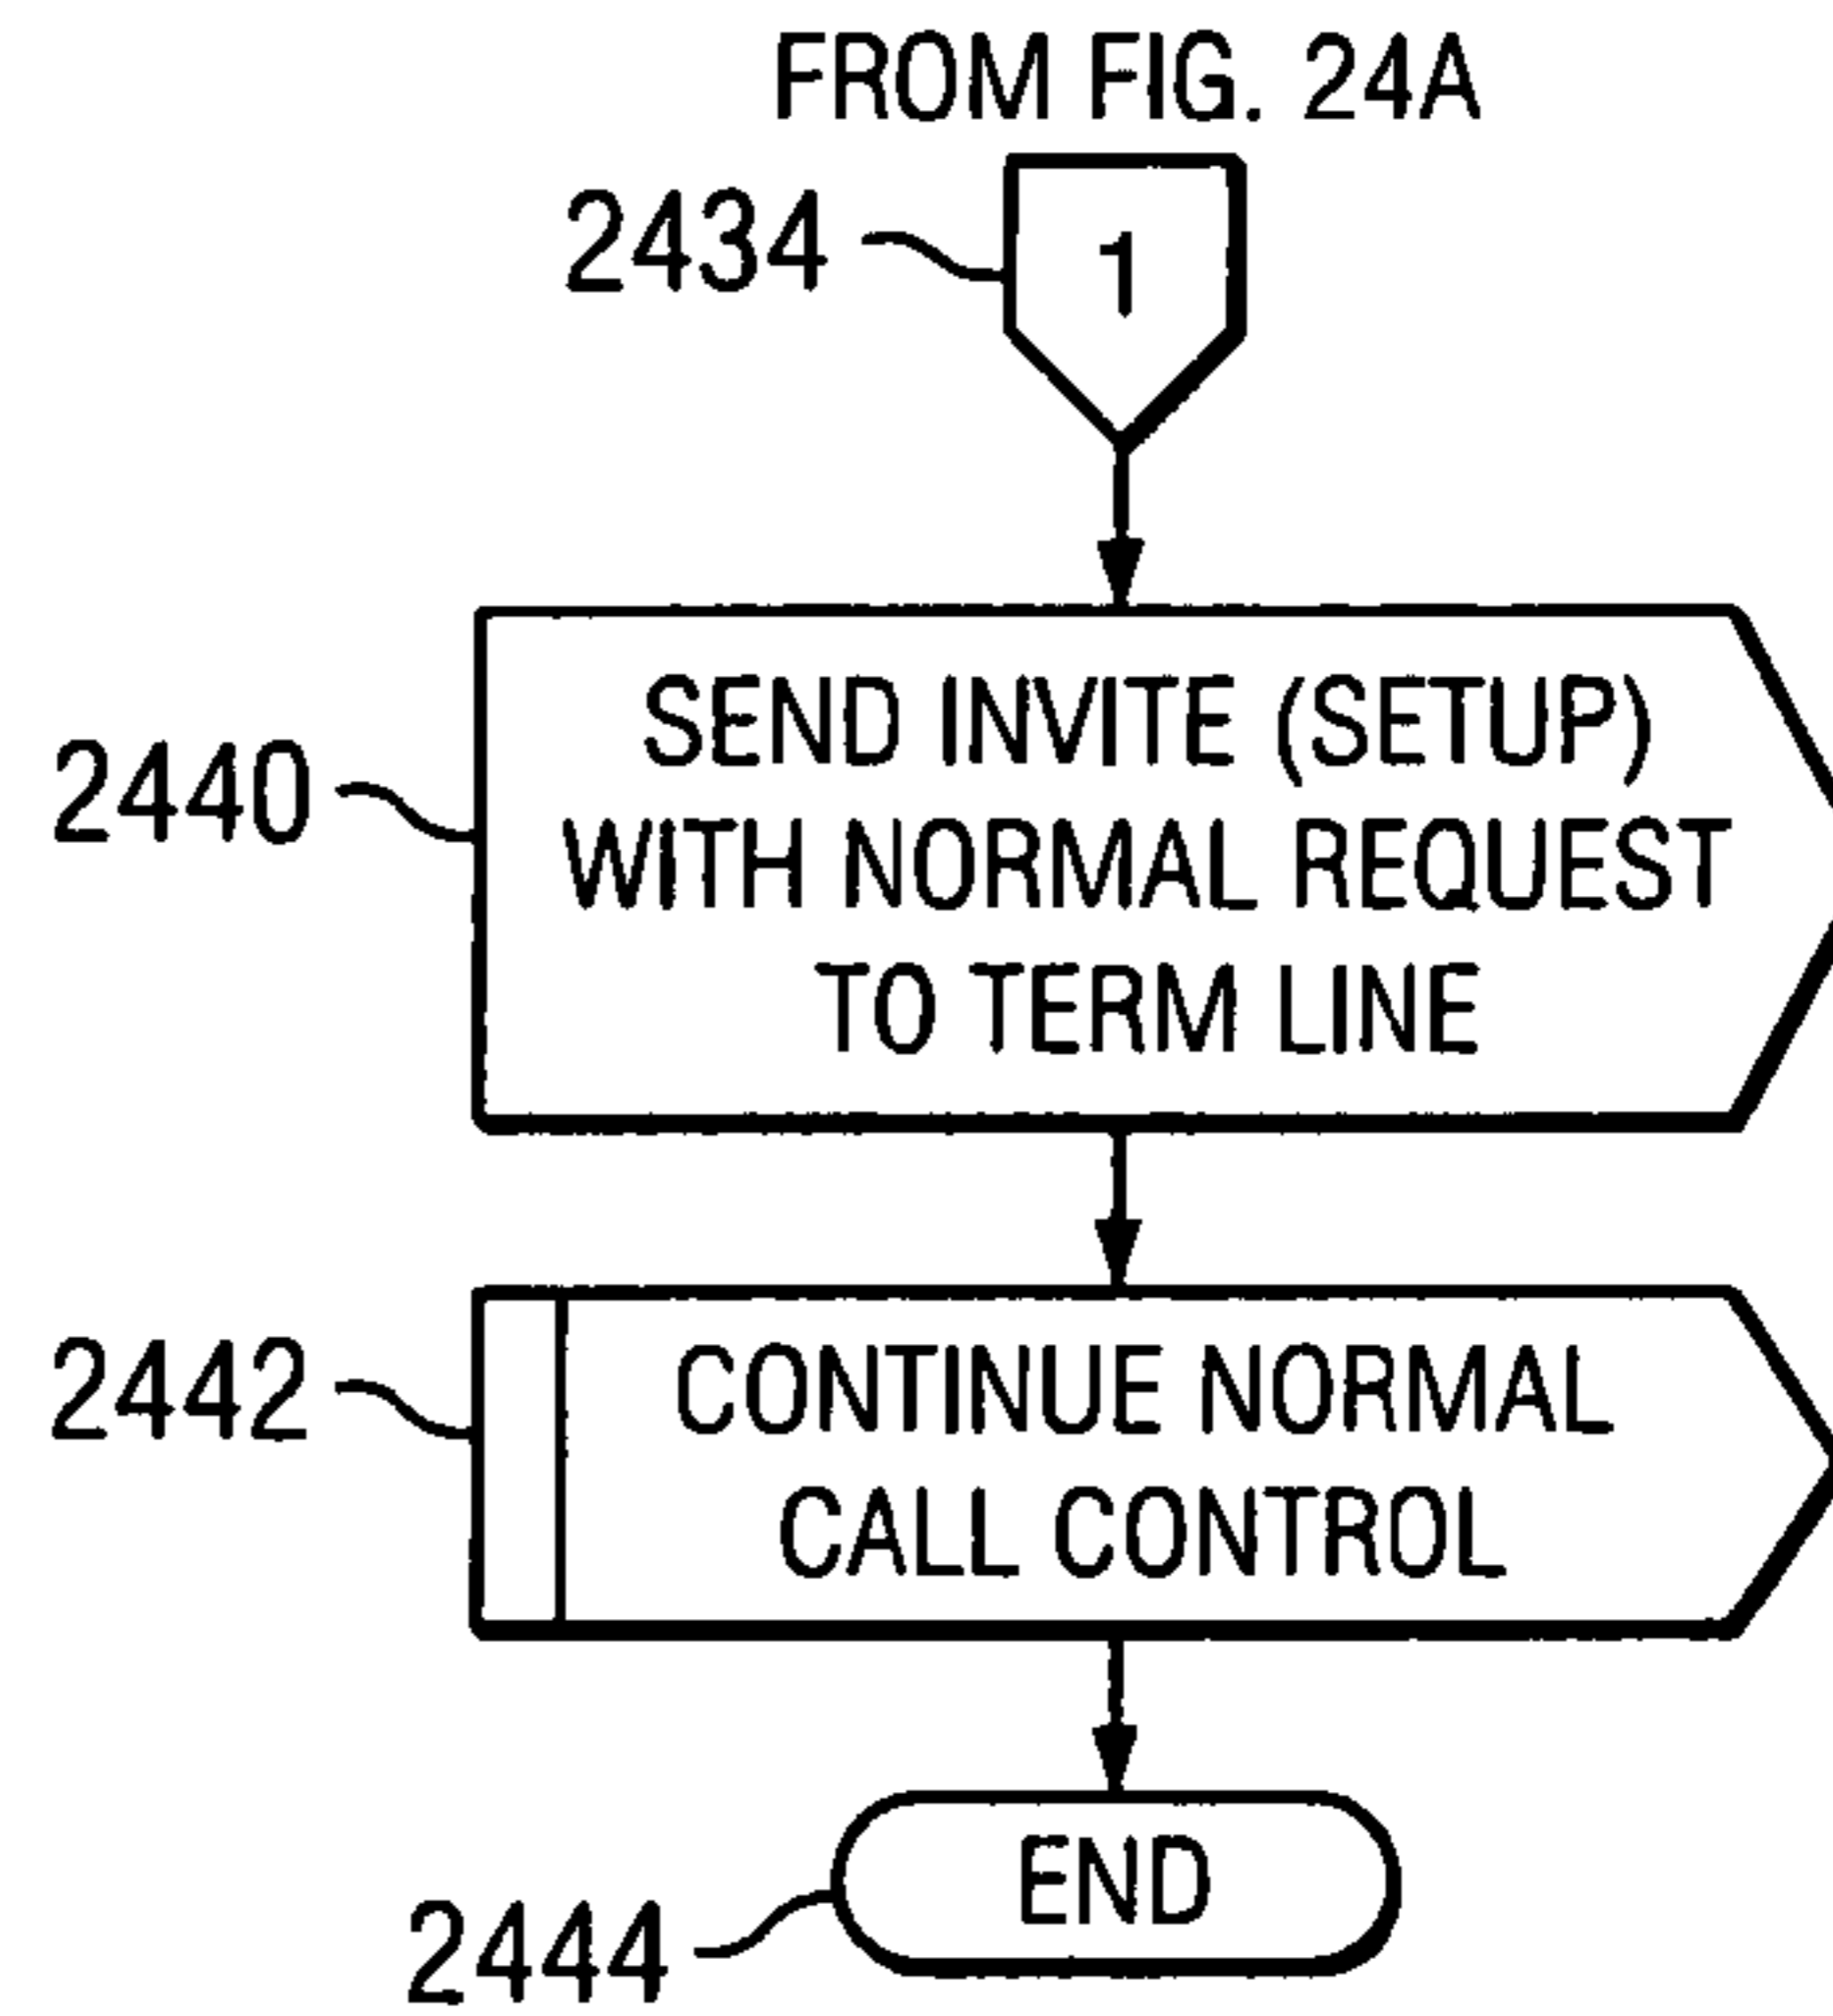 FROM FIG. 24A
2434
1
SEND INVITE (SETUP)
2440
WITH NORMAL REQUEST
TO TERM LINE
2442
CONTINUE NORMAL
CALL CONTROL
END
2444